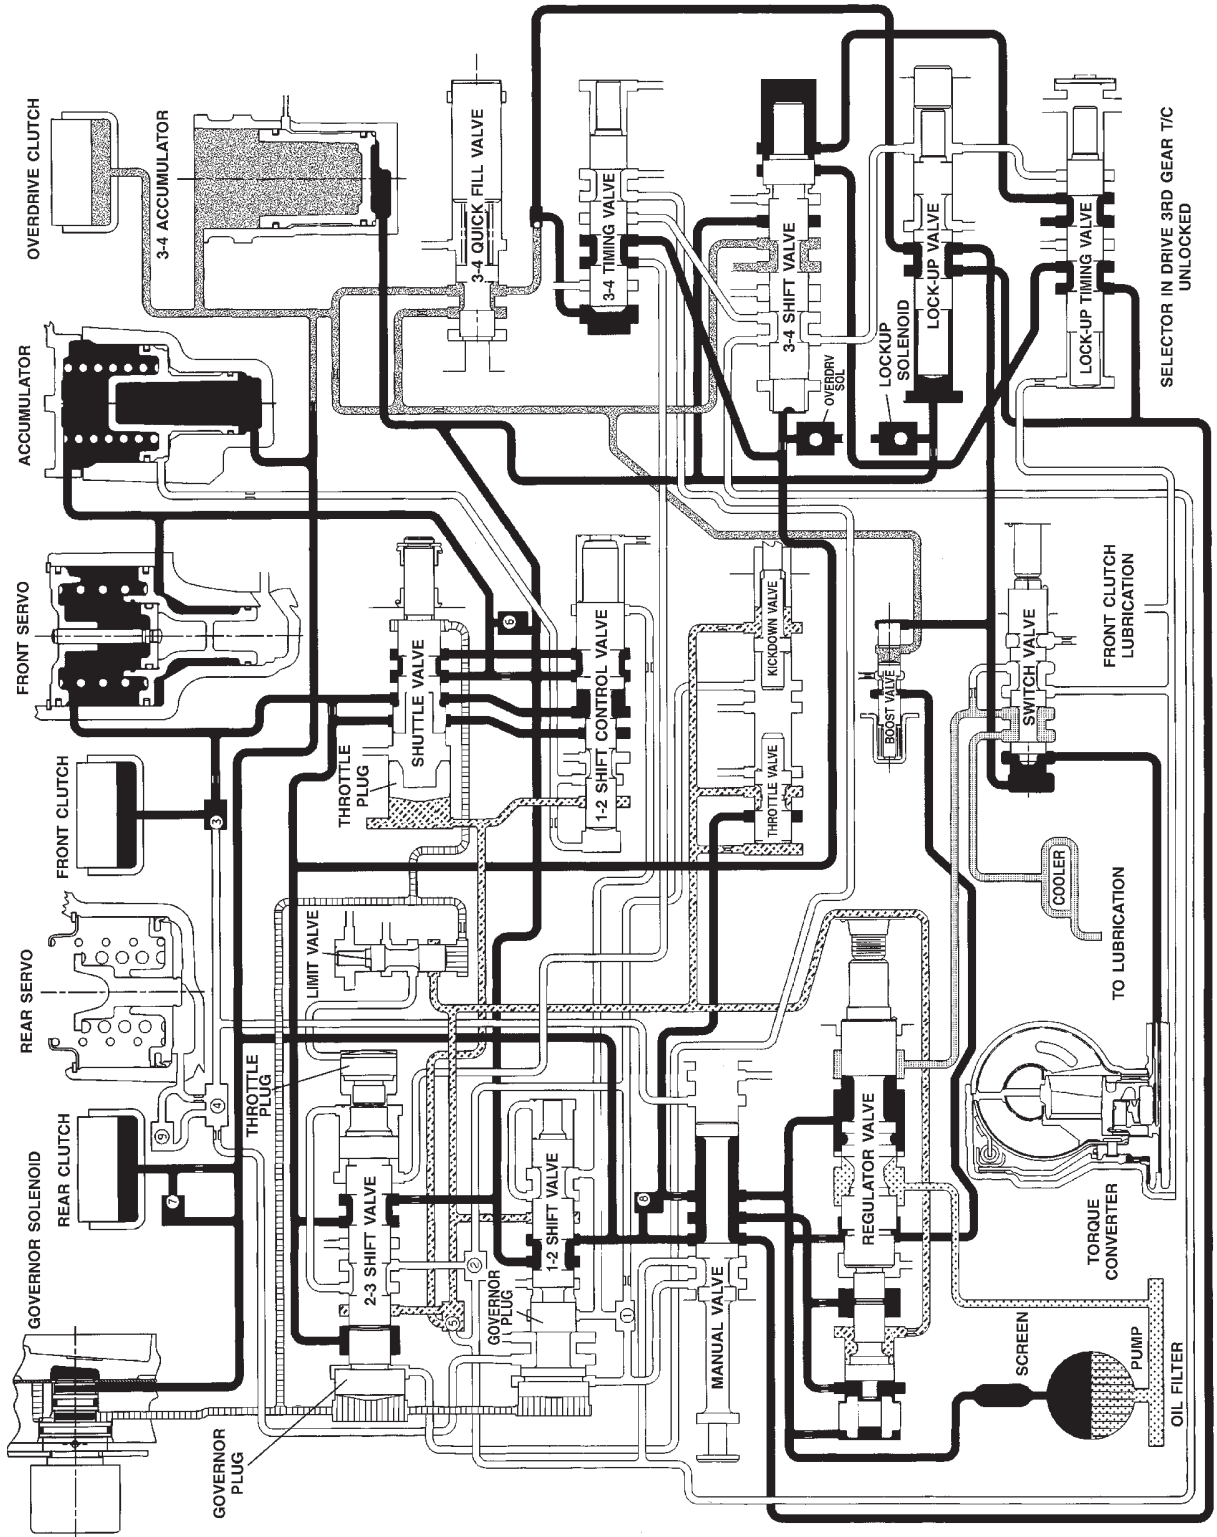 GOVERNOR SOLENOID
REAR CLUTCH
REAR SERVO
FRONT CLUTCH
FRONT SERVO
ACCUMULATOR
OVERDRIVE CLUTCH
3-4 ACCUMULATOR
7
9
4
3
GOVERNOR
PLUG
THROTTLE
PLUG
LIMIT VALVE
THROTTLE
PLUG
SHUTTLE VALVE
3-4 QUICK FILL VALVE
2-3 SHIFT VALVE
5
2
6
GOVERNOR
PLUG
1-2 SHIFT VALVE
1-2 SHIFT CONTROL VALVE
3-4 TIMING VALVE
1
8
MANUAL VALVE
THROTTLE VALVE
KICKDOWN VALVE
3-4 SHIFT VALVE
OVERDRV
SOL
REGULATOR VALVE
BOOST VALVE
LOCKUP
SOLENOID
LOCK-UP VALVE
SCREEN
PUMP
OIL FILTER
TORQUE
CONVERTER
TO LUBRICATION
COOLER
SWITCH VALVE
FRONT CLUTCH
LUBRICATION
LOCK-UP TIMING VALVE
SELECTOR IN DRIVE 3RD GEAR T/C
UNLOCKED